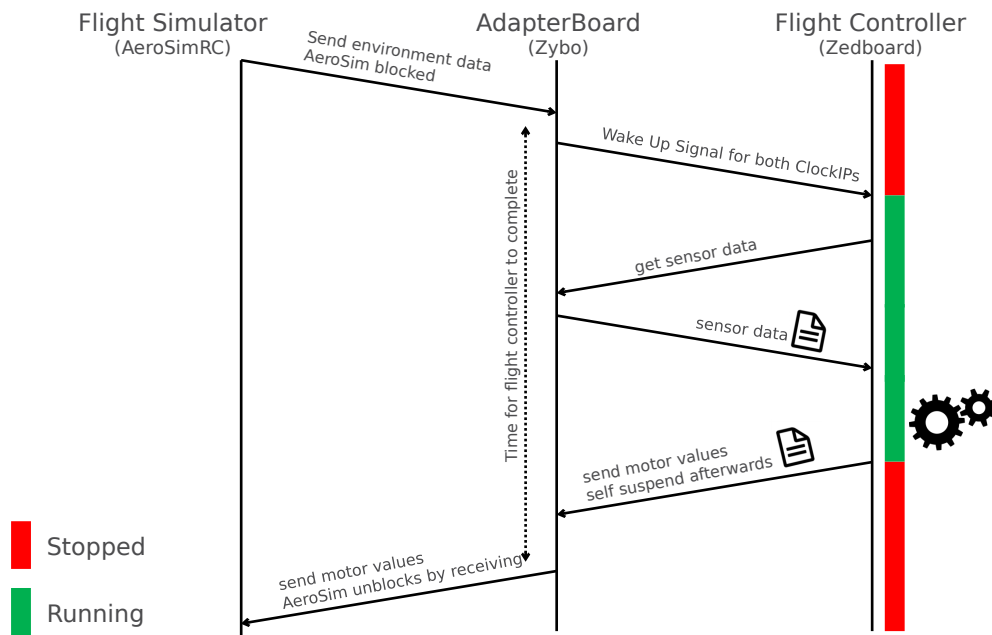 Flight Simulator
(AeroSimRC)
AdapterBoard
(Zybo)
Flight Controller
(Zedboard)
Send environment data
AeroSim blocked
Wake Up Signal for both ClockIPs
get sensor data
sensor data
Time for flight controller to complete
send motor values
self suspend afterwards
send motor values
AeroSim unblocks by receiving
Stopped
Running